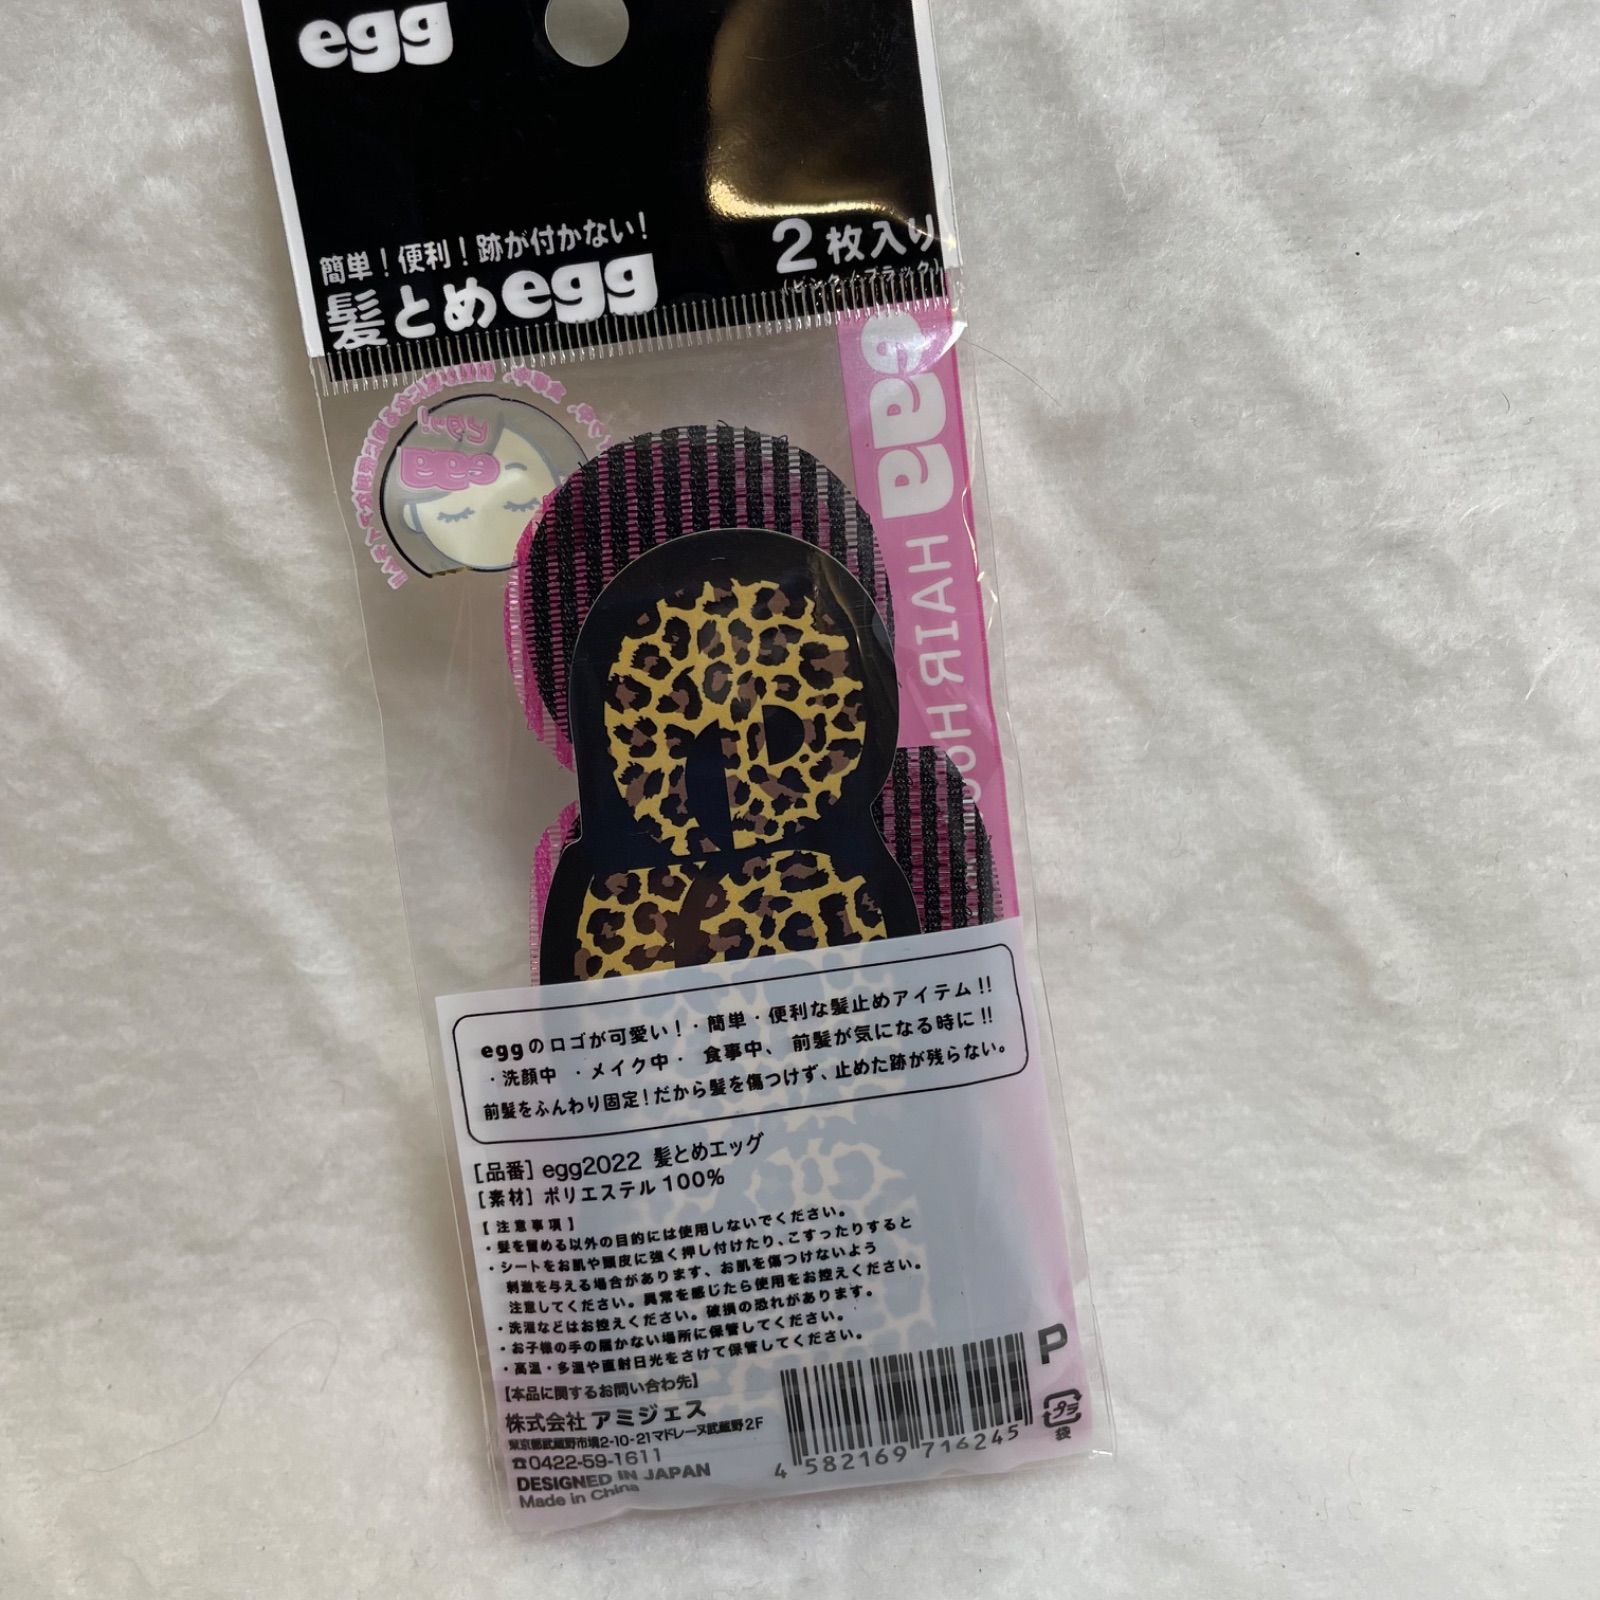 egg
簡単!便利!跡が付かない!
髪とめegg
2枚入り
(ピンク/ブラック)
egg
egg HAIR HO
eggのロゴが可愛い!・簡単・便利な髪止めアイテム!!
・洗顔中 ・メイク中・ 食事中、前髪が気になる時に!!
前髪をふんわり固定!だから髪を傷つけず、止めた跡が残らない。
[品番] egg2022 髪とめエッグ
[素材] ポリエステル100%
【注意事項】
・髪を留める以外の目的には使用しないでください。
・シートをお肌や頭皮に強く押し付けたり、こすったりすると
刺激を与える場合があります、お肌を傷つけないよう
注意してください。異常を感じたら使用をお控えください。
・洗濯などはお控えください。破損の恐れがあります。
・お子様の手の届かない場所に保管してください。
・高温・多湿や直射日光をさけて保管してください。
【本品に関するお問い合わせ先】
株式会社 アミジェス
東京都武蔵野市境2-10-21マドレーヌ武蔵野2F
☎0422-59-1611
DESIGNED IN JAPAN
Made in China
4 582169 716245
P
プラ
袋